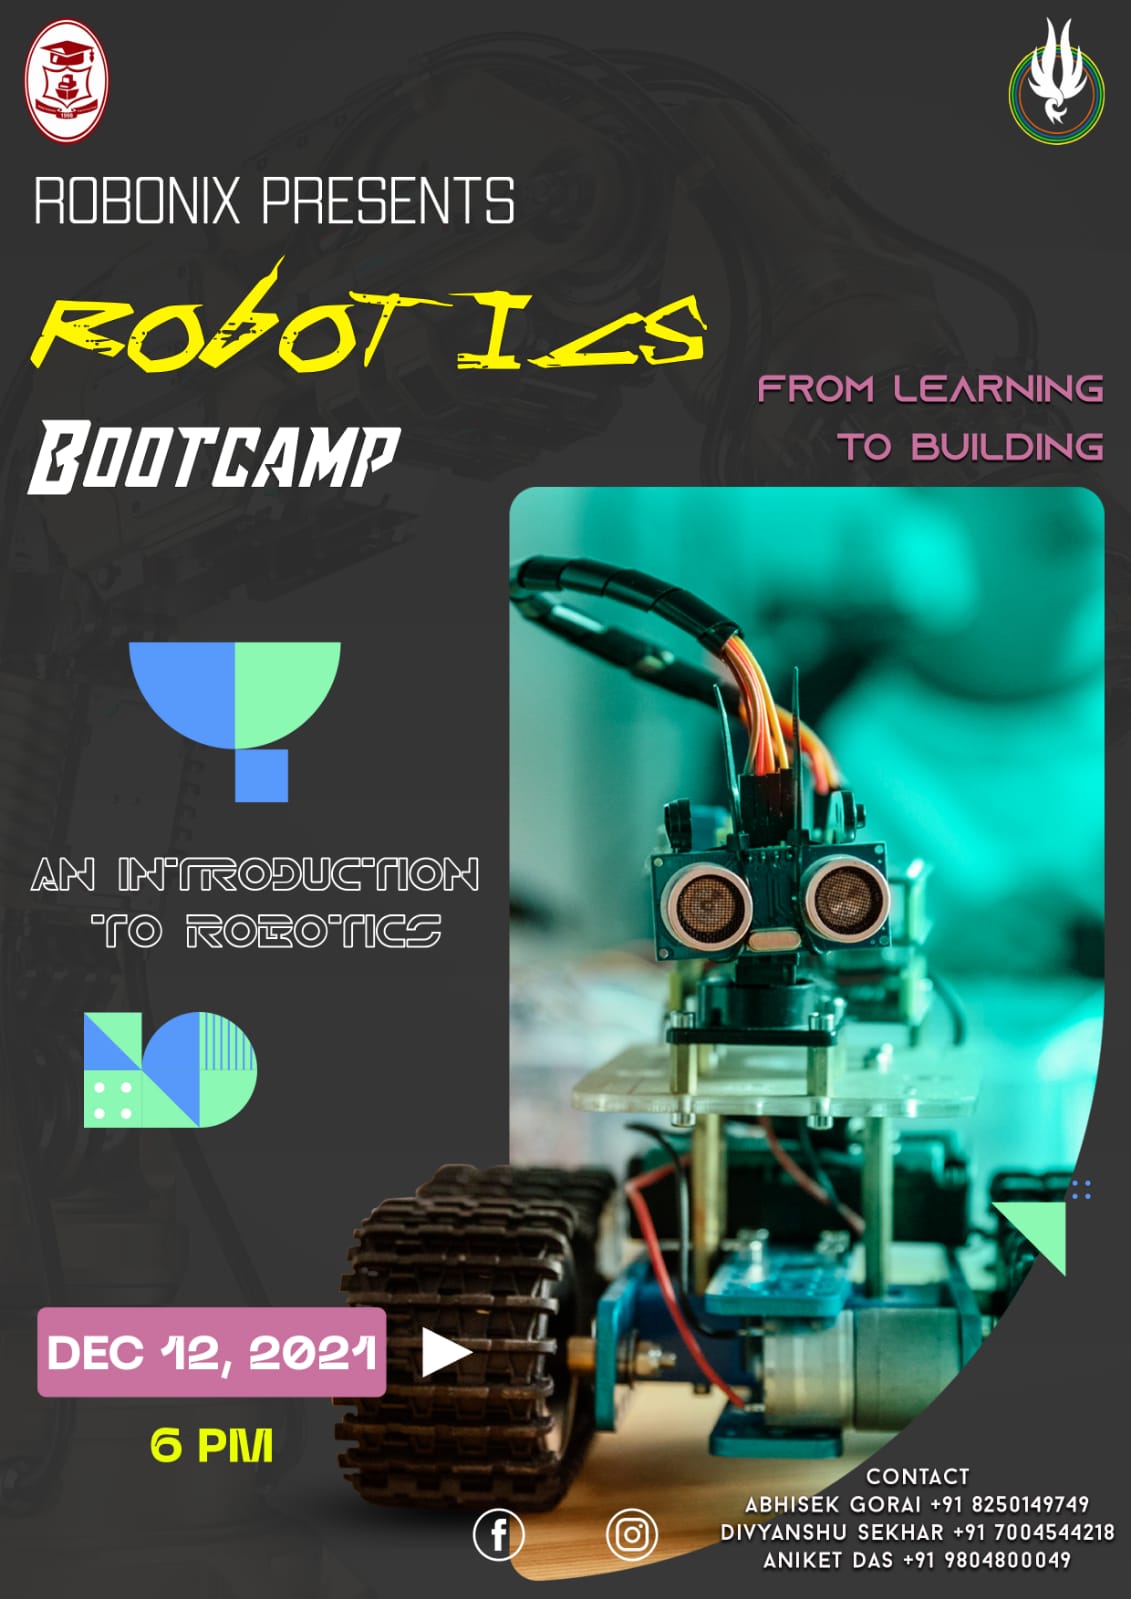 1996
ROBONIX PRESENTS
ROBOTICS
BOOTCAMP
FROM LEARNING
TO BUILDING
AN INTRODUCTION
TO ROBOTICS
DEC 12, 2021
6 PM
CONTACT
ABHISEK GORAI +91 8250149749
DIVYANSHU SEKHAR +91 7004544218
ANIKET DAS +91 9804800049